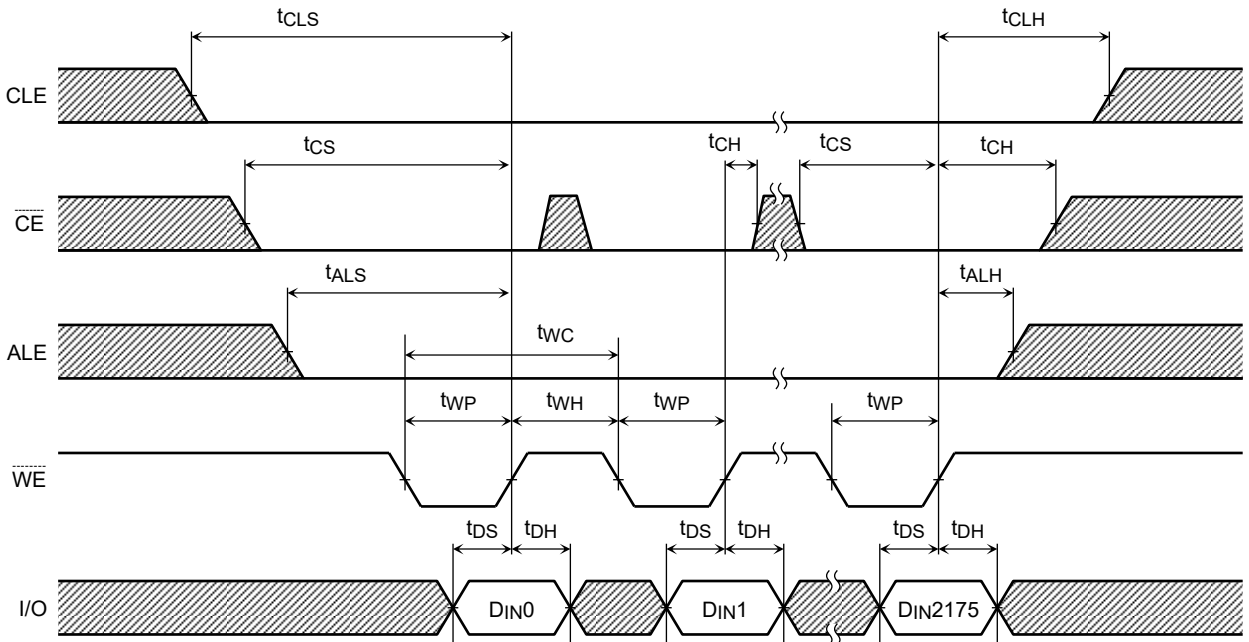 tCLS
tCLH
CLE
tCS
tCH
tCS
tCH
CE
tALS
tALH
ALE
tWC
tWP
tWH
tWP
tWP
WE
tDS
tDH
tDS
tDH
tDS
tDH
I/O
DIN0
DIN1
DIN2175